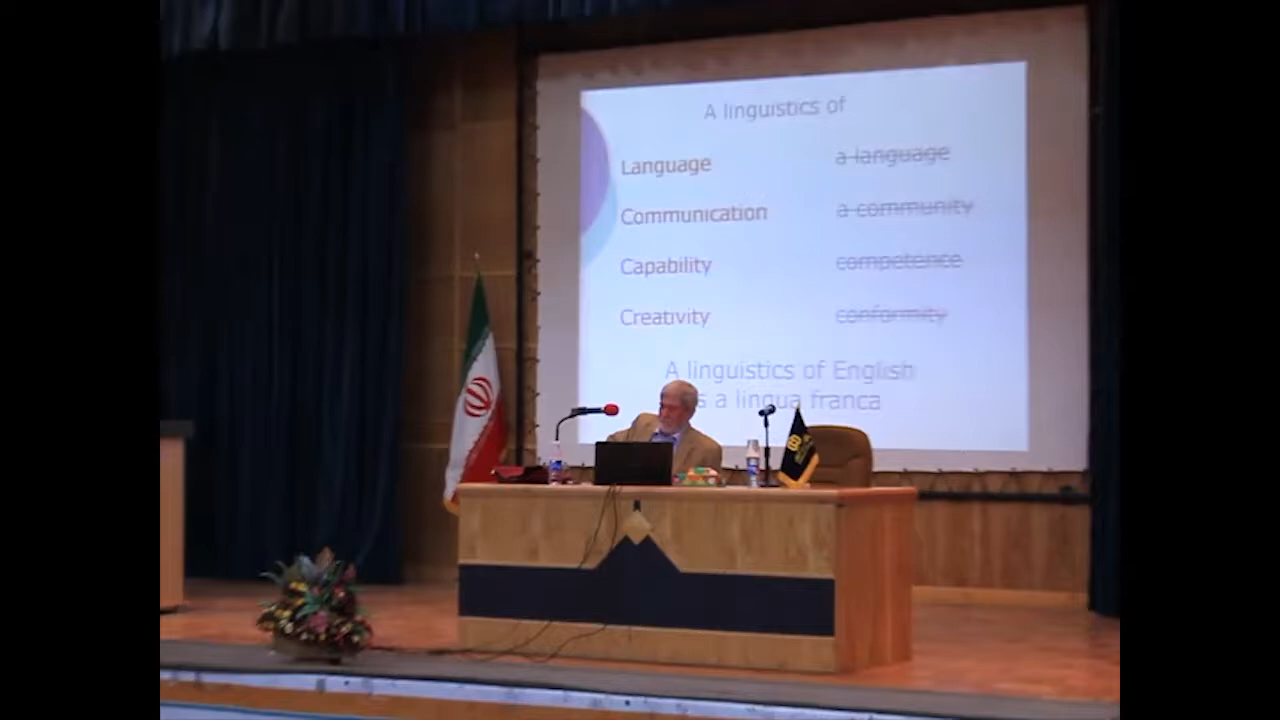 A linguistics of
Language a language
Communication a community
Capability competence
Creativity conformity
A linguistics of English
s a lingua franca